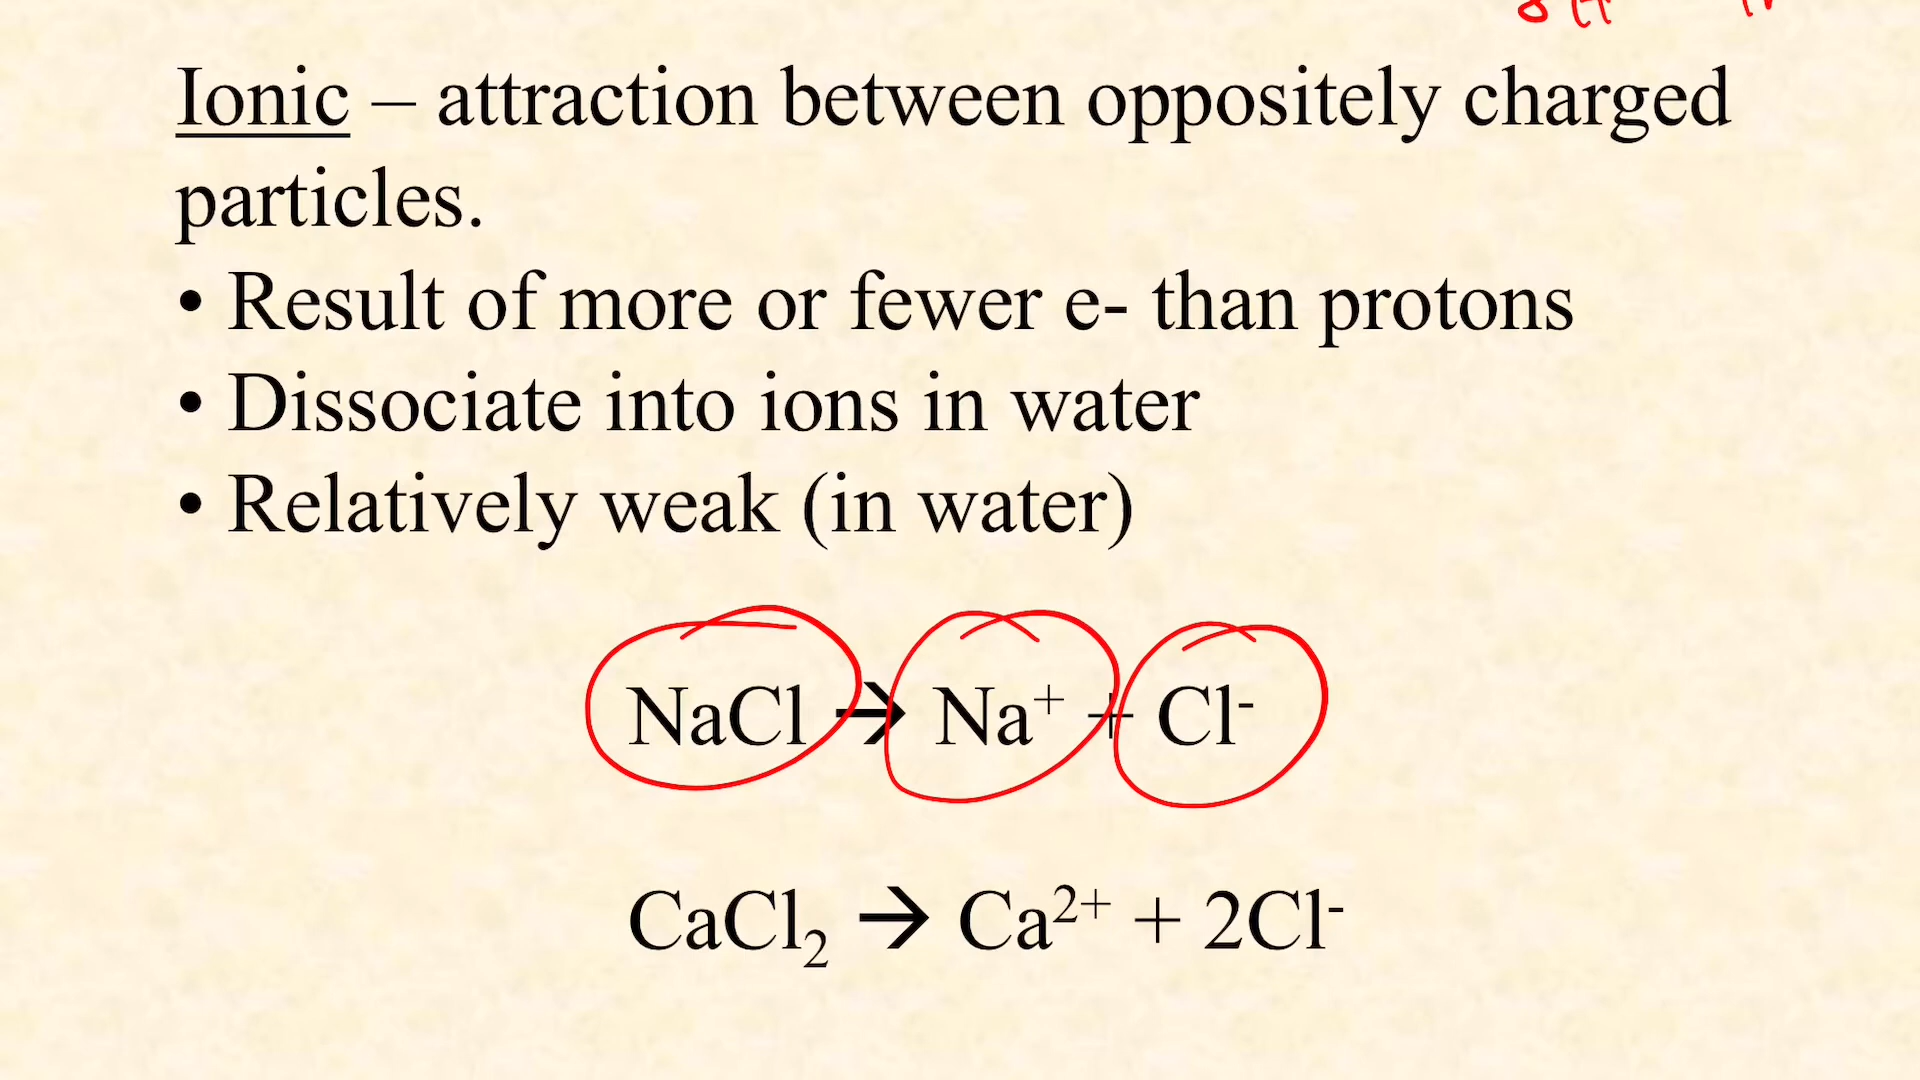 Ionic – attraction between oppositely charged
particles.
• Result of more or fewer e- than protons
• Dissociate into ions in water
• Relatively weak (in water)
NaCl → Na⁺ + Cl⁻
CaCl₂ → Ca²⁺ + 2Cl⁻